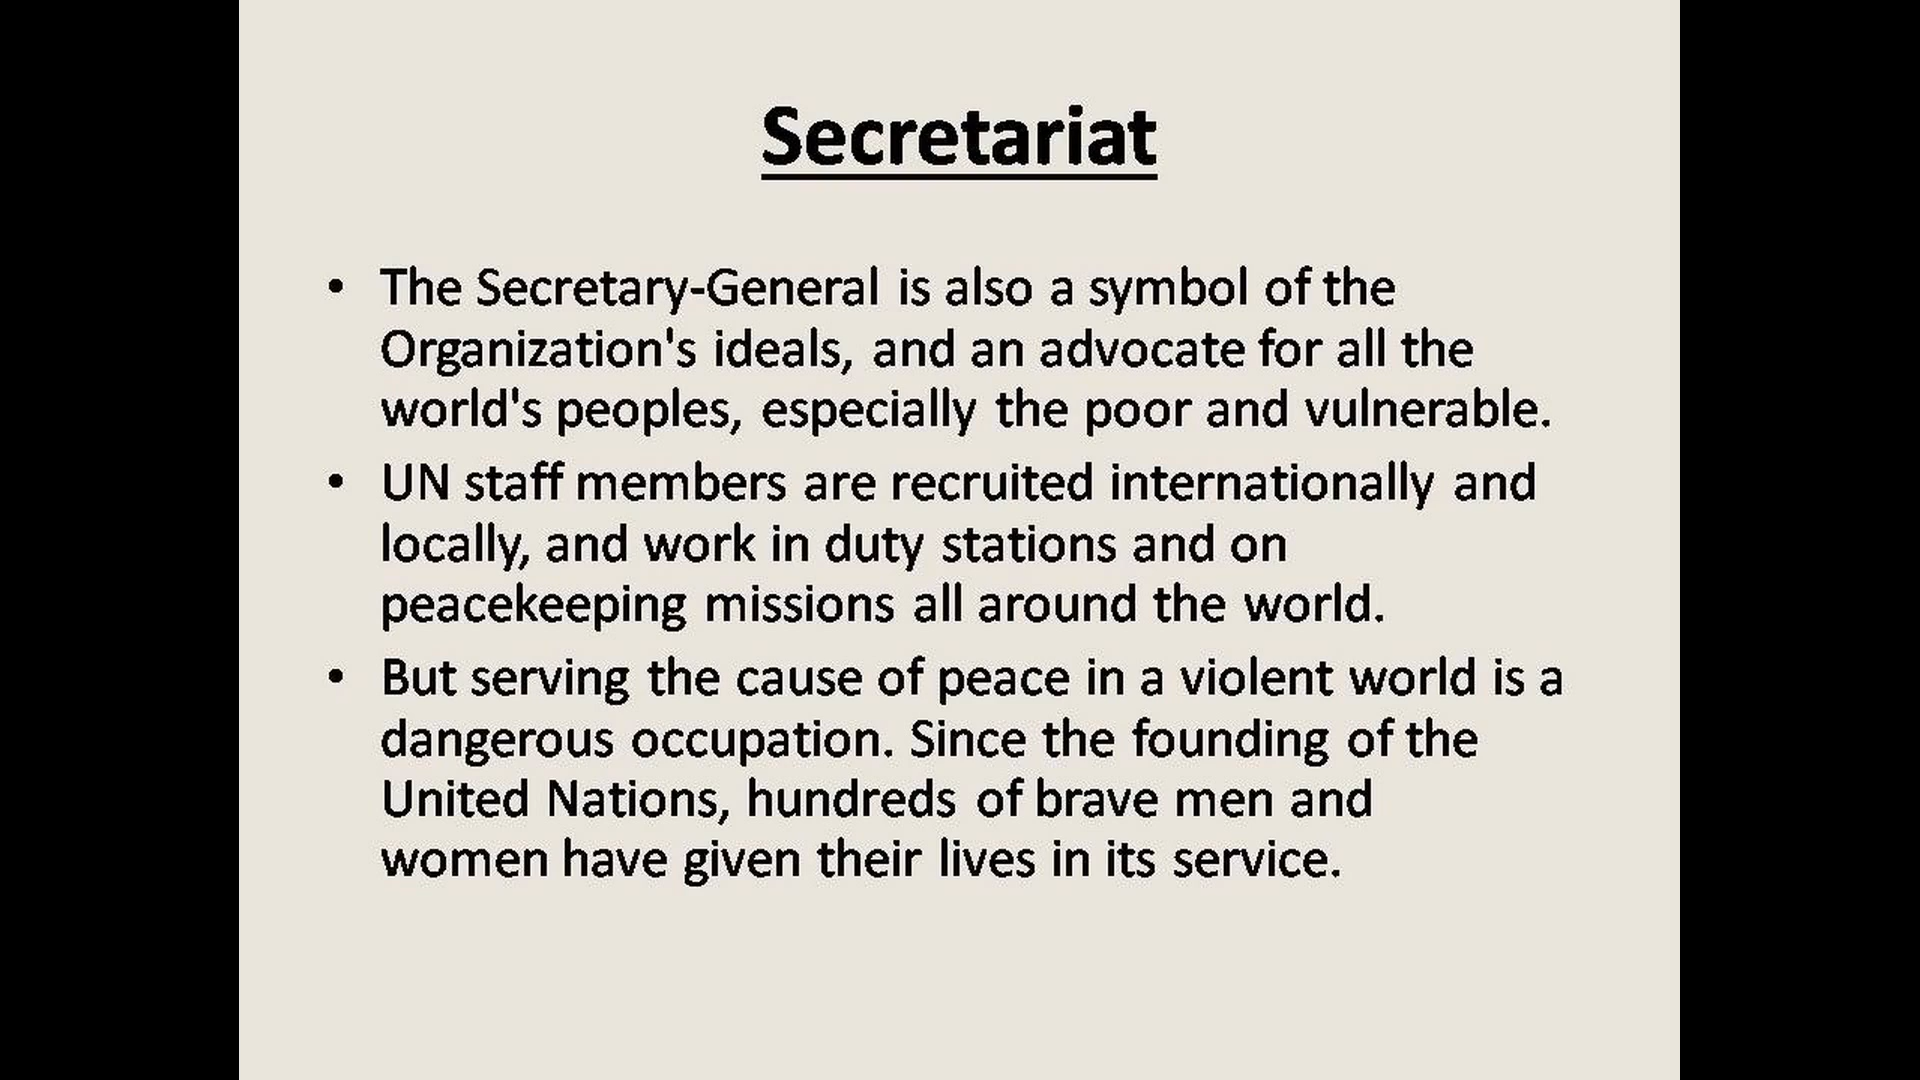 Secretariat
• The Secretary-General is also a symbol of the
Organization's ideals, and an advocate for all the
world's peoples, especially the poor and vulnerable.
• UN staff members are recruited internationally and
locally, and work in duty stations and on
peacekeeping missions all around the world.
• But serving the cause of peace in a violent world is a
dangerous occupation. Since the founding of the
United Nations, hundreds of brave men and
women have given their lives in its service.